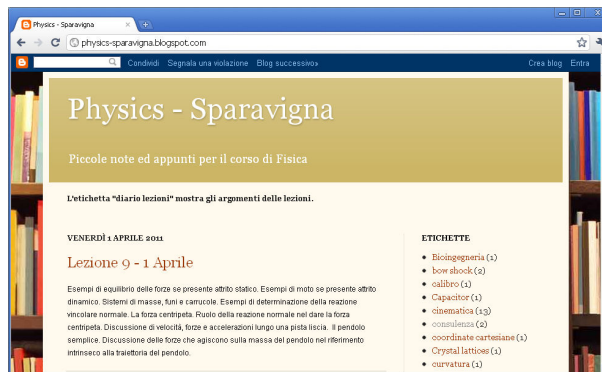 Physics - Sparavigna
physics-sparavigna.blogspot.com
Condividi Segnala una violazione Blog successivo» Crea blog Entra
Physics - Sparavigna
Piccole note ed appunti per il corso di Fisica
L'etichetta "diario lezioni" mostra gli argomenti delle lezioni.
VENERDÌ 1 APRILE 2011
Lezione 9 - 1 Aprile
Esempi di equilibrio delle forze se presente attrito statico. Esempi di moto se presente attrito
dinamico. Sistemi di masse, funi e carrucole. Esempi di determinazione della reazione
vincolare normale. La forza centripeta. Ruolo della reazione normale nel dare la forza
centripeta. Discussione di velocità, forze e accelerazioni lungo una pista liscia. Il pendolo
semplice. Discussione delle forze che agiscono sulla massa del pendolo nel riferimento
intrinseco alla traiettoria del pendolo.
ETICHETTE
Bioingegneria (1)
bow shock (2)
calibro (1)
Capacitor (1)
cinematica (13)
consulenza (2)
coordinate cartesiane (1)
Crystal lattices (1)
curvatura (1)